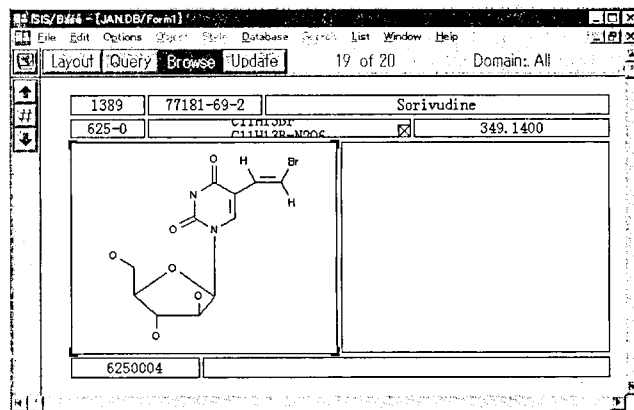 ISIS/Base - [JAN.DB/Form1]
File Edit Options Object Style Database Search List Window Help
Layout Query Browse Update 19 of 20 Domain: All
1389 77181-69-2 Sorivudine
625-0 C11H13BrN2O6 349.1400
O H Br
N
H
O N
O O
O
O
6250004